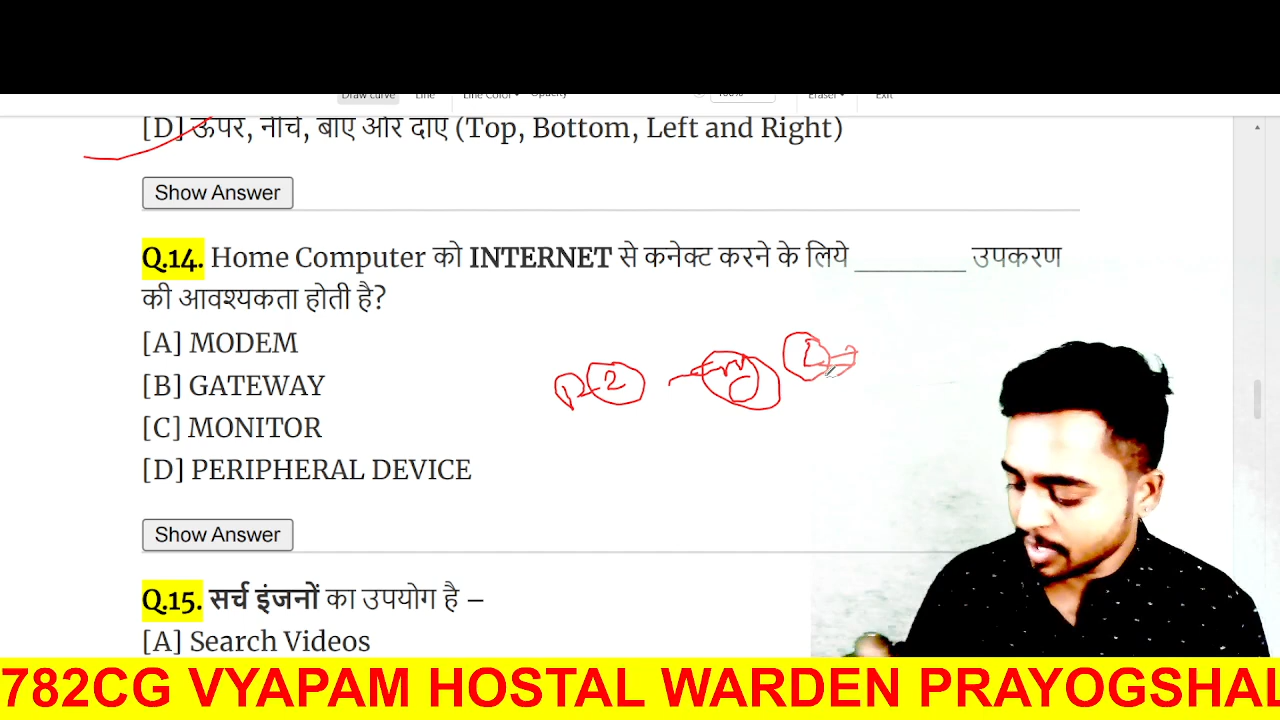 [D] ऊपर, नीचे, बाएं और दाएं (Top, Bottom, Left and Right)
Show Answer
Q.14. Home Computer को INTERNET से कनेक्ट करने के लिये ________ उपकरण
की आवश्यकता होती है?
[A] MODEM
[B] GATEWAY
[C] MONITOR
[D] PERIPHERAL DEVICE
Show Answer
Q.15. सर्च इंजनों का उपयोग है –
[A] Search Videos
782CG VYAPAM HOSTAL WARDEN PRAYOGSHAL